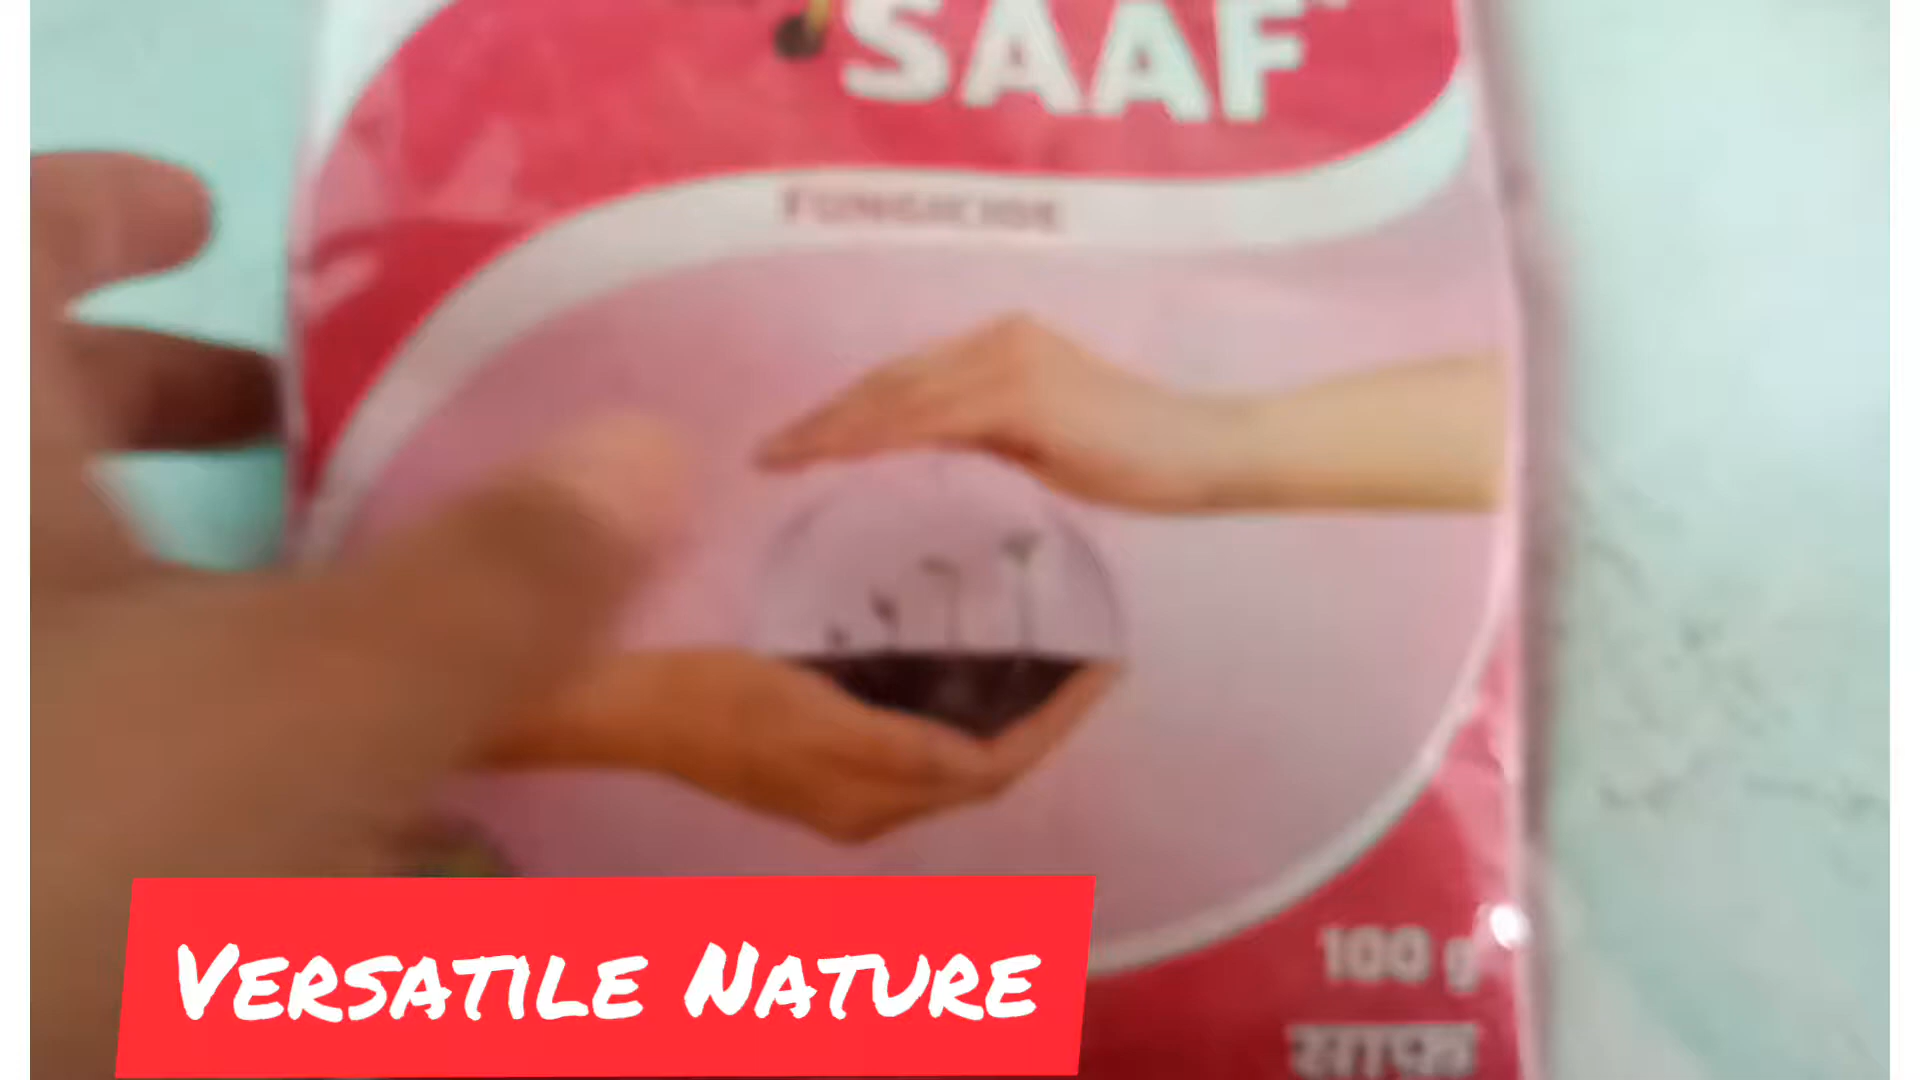 SAAF
FUNGICIDE
100 g
साफ़
VERSATILE NATURE